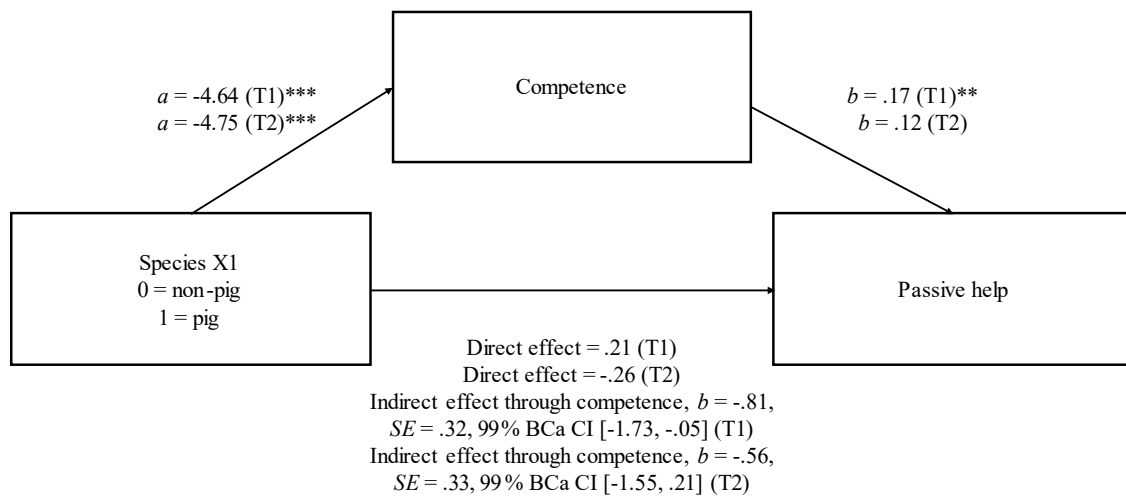 Competence
a = -4.64 (T1)***
a = -4.75 (T2)***
b = .17 (T1)**
b = .12 (T2)
Species X1
0 = non-pig
1 = pig
Passive help
Direct effect = .21 (T1)
Direct effect = -.26 (T2)
Indirect effect through competence, b = -.81,
SE = .32, 99% BCa CI [-1.73, -.05] (T1)
Indirect effect through competence, b = -.56,
SE = .33, 99% BCa CI [-1.55, .21] (T2)